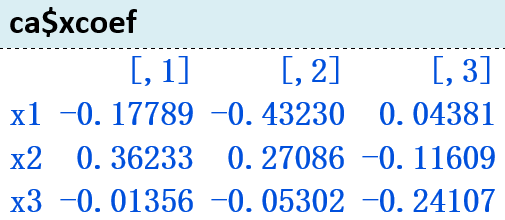 ca$xcoef
[,1] [,2] [,3]
x1 -0.17789 -0.43230 0.04381
x2 0.36233 0.27086 -0.11609
x3 -0.01356 -0.05302 -0.24107